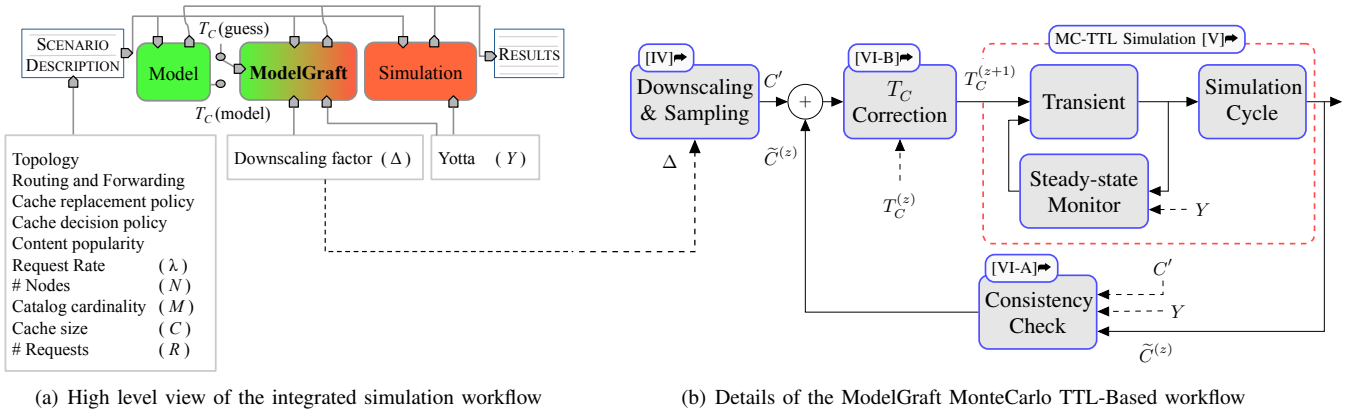 SCENARIO
DESCRIPTION
T_C(guess)
Model
ModelGraft
Simulation
RESULTS
T_C(model)
Topology
Routing and Forwarding
Cache replacement policy
Cache decision policy
Content popularity
Request Rate (λ)
# Nodes (N)
Catalog cardinality (M)
Cache size (C)
# Requests (R)
Downscaling factor (Δ)
Yotta (Y)
(a) High level view of the integrated simulation workflow
[IV]➦
Downscaling
& Sampling
C′
+
Δ
C̃^(z)
[VI-B]➦
T_C
Correction
T_C^(z)
T_C^(z+1)
MC-TTL Simulation [V]➦
Transient
Simulation
Cycle
Steady-state
Monitor
Y
[VI-A]➦
Consistency
Check
C′
Y
C̃^(z)
(b) Details of the ModelGraft MonteCarlo TTL-Based workflow